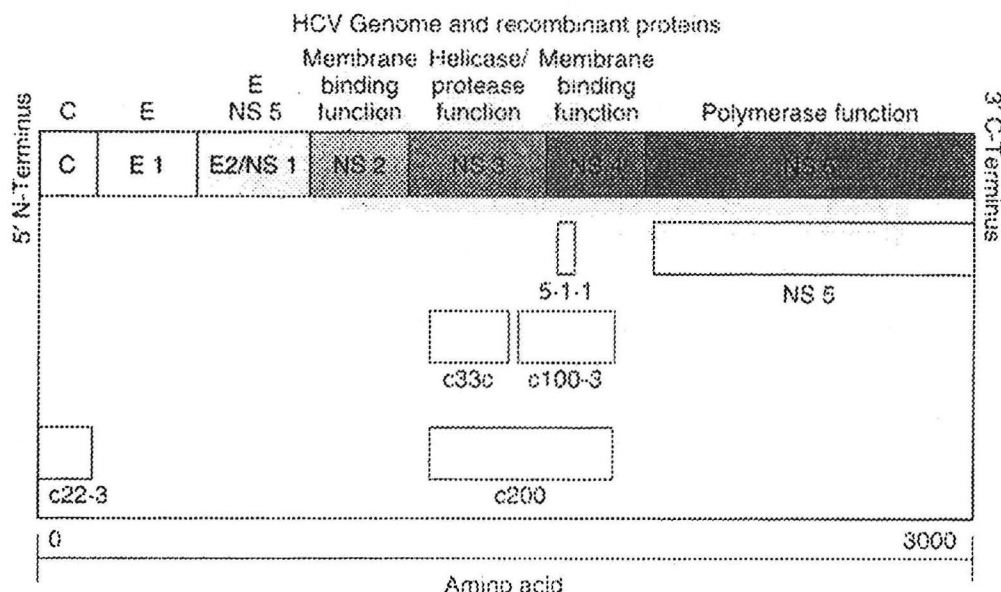 HCV Genome and recombinant proteins
Membrane Helicase/ Membrane
E binding protease binding
C E NS 5 function function function Polymerase function
5' N-Terminus
3' C-Terminus
C E 1 E2/NS 1 NS 2 NS 3 NS 4 NS 5
5-1-1 NS 5
c33c c100-3
c22-3 c200
0 3000
Amino acid